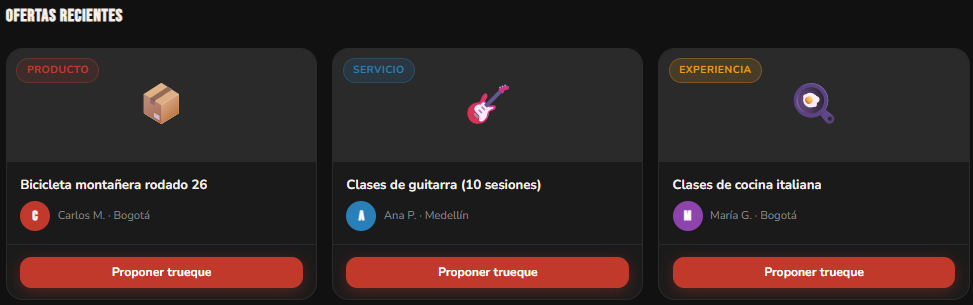 OFERTAS RECIENTES
PRODUCTO
Bicicleta montañera rodado 26
C Carlos M. · Bogotá
Proponer trueque
SERVICIO
Clases de guitarra (10 sesiones)
A Ana P. · Medellín
Proponer trueque
EXPERIENCIA
Clases de cocina italiana
M María G. · Bogotá
Proponer trueque